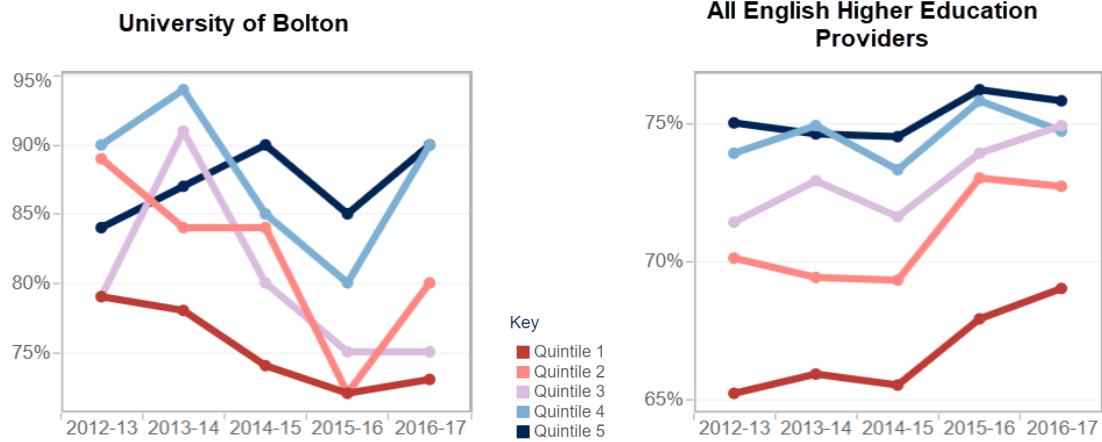 University of Bolton
95%
90%
85%
80%
75%
2012-13 2013-14 2014-15 2015-16 2016-17
Key
Quintile 1
Quintile 2
Quintile 3
Quintile 4
Quintile 5
All English Higher Education
Providers
75%
70%
65%
2012-13 2013-14 2014-15 2015-16 2016-17